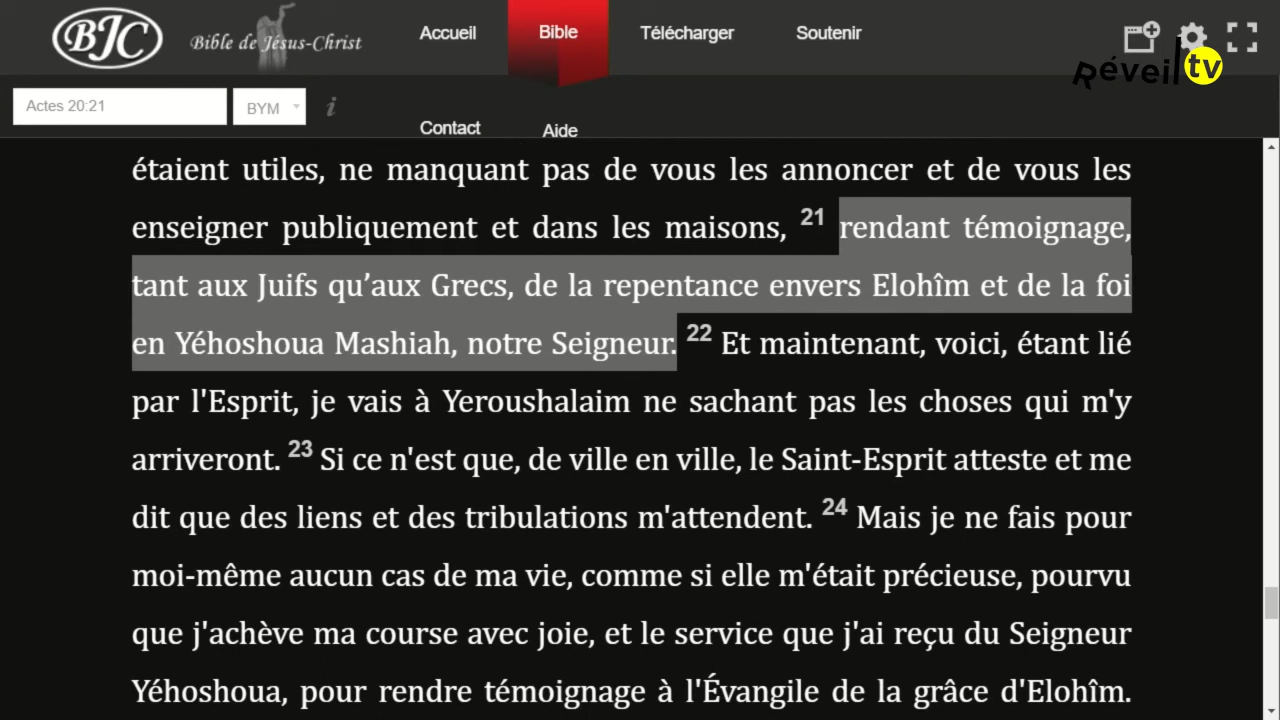 BJC Bible de Jésus-Christ Accueil Bible Télécharger Soutenir
Réveil tv
Actes 20:21 BYM i
Contact Aide
étaient utiles, ne manquant pas de vous les annoncer et de vous les
enseigner publiquement et dans les maisons, 21 rendant témoignage,
tant aux Juifs qu’aux Grecs, de la repentance envers Elohîm et de la foi
en Yéhoshoua Mashiah, notre Seigneur. 22 Et maintenant, voici, étant lié
par l'Esprit, je vais à Yeroushalaim ne sachant pas les choses qui m'y
arriveront. 23 Si ce n'est que, de ville en ville, le Saint-Esprit atteste et me
dit que des liens et des tribulations m'attendent. 24 Mais je ne fais pour
moi-même aucun cas de ma vie, comme si elle m'était précieuse, pourvu
que j'achève ma course avec joie, et le service que j'ai reçu du Seigneur
Yéhoshoua, pour rendre témoignage à l'Évangile de la grâce d'Elohîm.